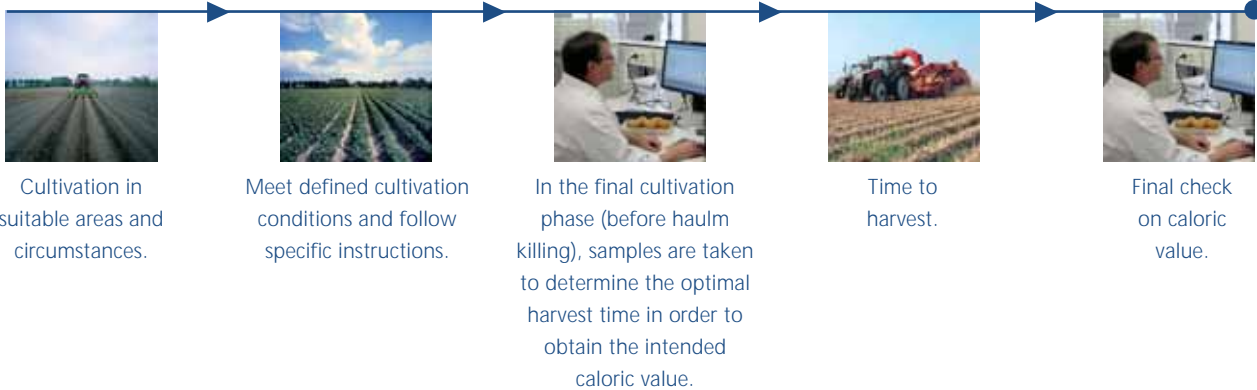 Cultivation in
suitable areas and
circumstances.
Meet defined cultivation
conditions and follow
specific instructions.
In the final cultivation
phase (before haulm
killing), samples are taken
to determine the optimal
harvest time in order to
obtain the intended
caloric value.
Time to
harvest.
Final check
on caloric
value.